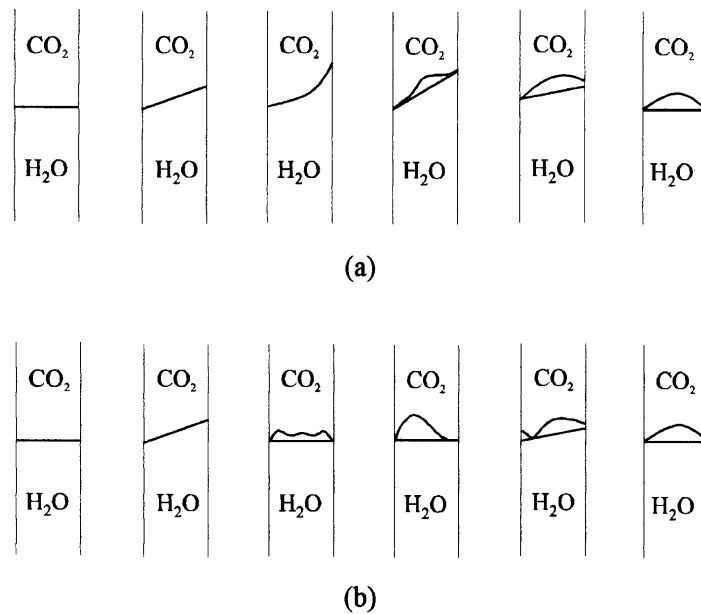 CO₂ CO₂ CO₂ CO₂ CO₂ CO₂
H₂O H₂O H₂O H₂O H₂O H₂O
(a)
CO₂ CO₂ CO₂ CO₂ CO₂ CO₂
H₂O H₂O H₂O H₂O H₂O H₂O
(b)